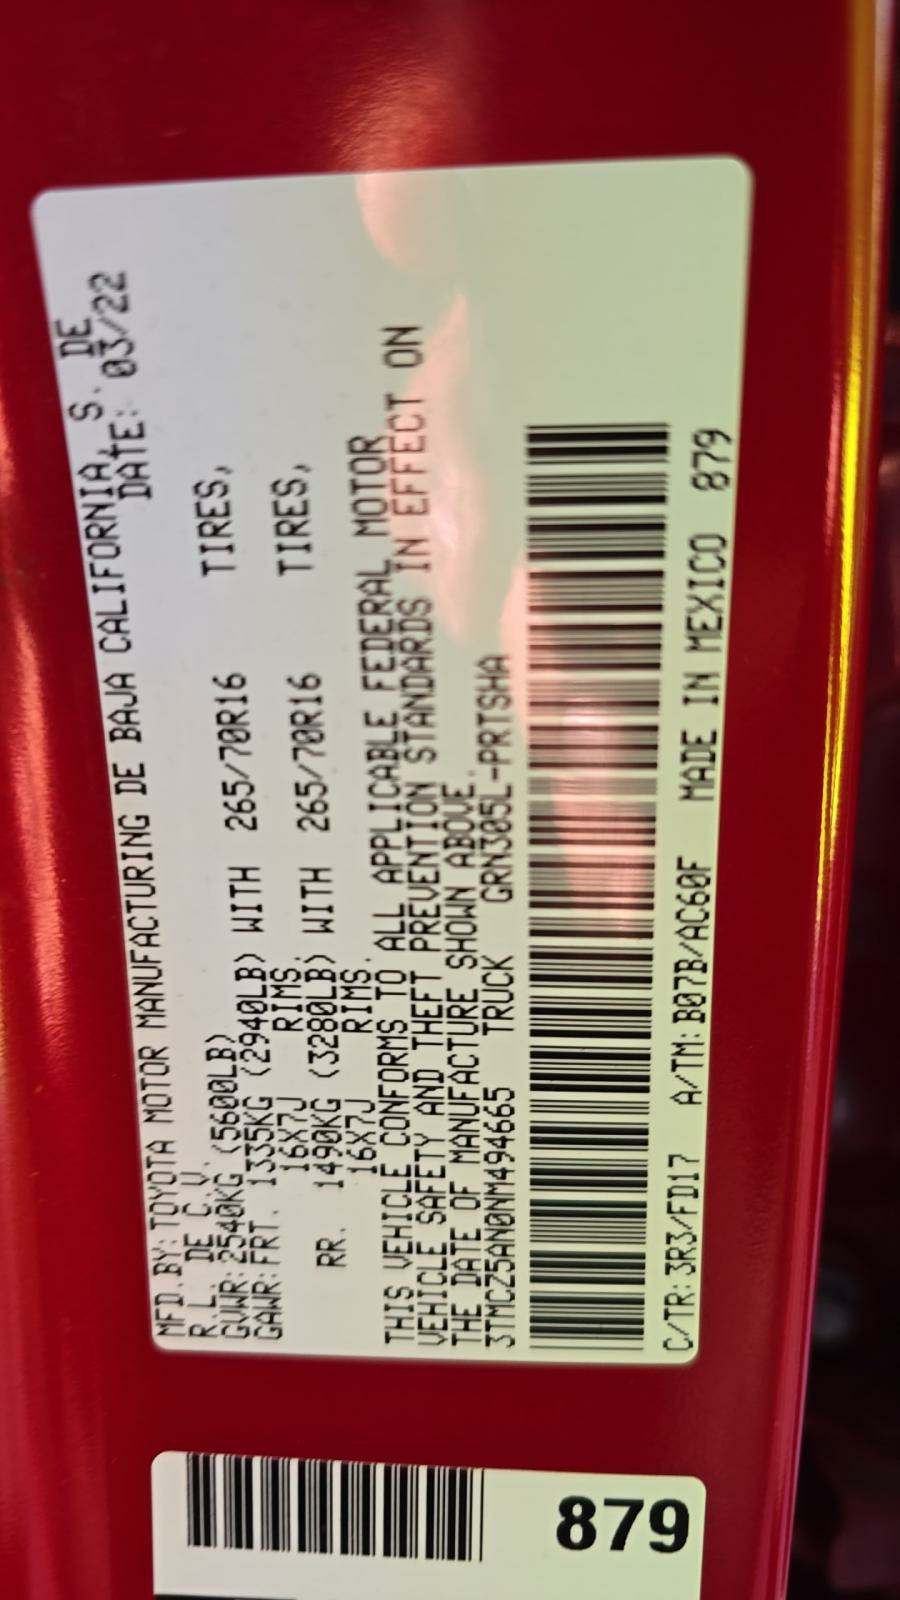 MFD.BY:TOYOTA MOTOR MANUFACTURING DE BAJA CALIFORNIA, S. DE
R.L. DE C.V. DATE: 03/22
GVWR:2540KG (5600LB)
GAWR:FRT. 1335KG (2940LB) WITH 265/70R16 TIRES,
16X7J RIMS.
RR. 1490KG (3280LB) WITH 265/70R16 TIRES,
16X7J RIMS.
THIS VEHICLE CONFORMS TO ALL APPLICABLE FEDERAL MOTOR
VEHICLE SAFETY AND THEFT PREVENTION STANDARDS IN EFFECT ON
THE DATE OF MANUFACTURE SHOWN ABOVE.
3TMCZ5AN0NM494665 TRUCK GRN305L-PRTSHA
C/TR:3R3/FD17 A/TM:B07B/AC60F MADE IN MEXICO 879
879